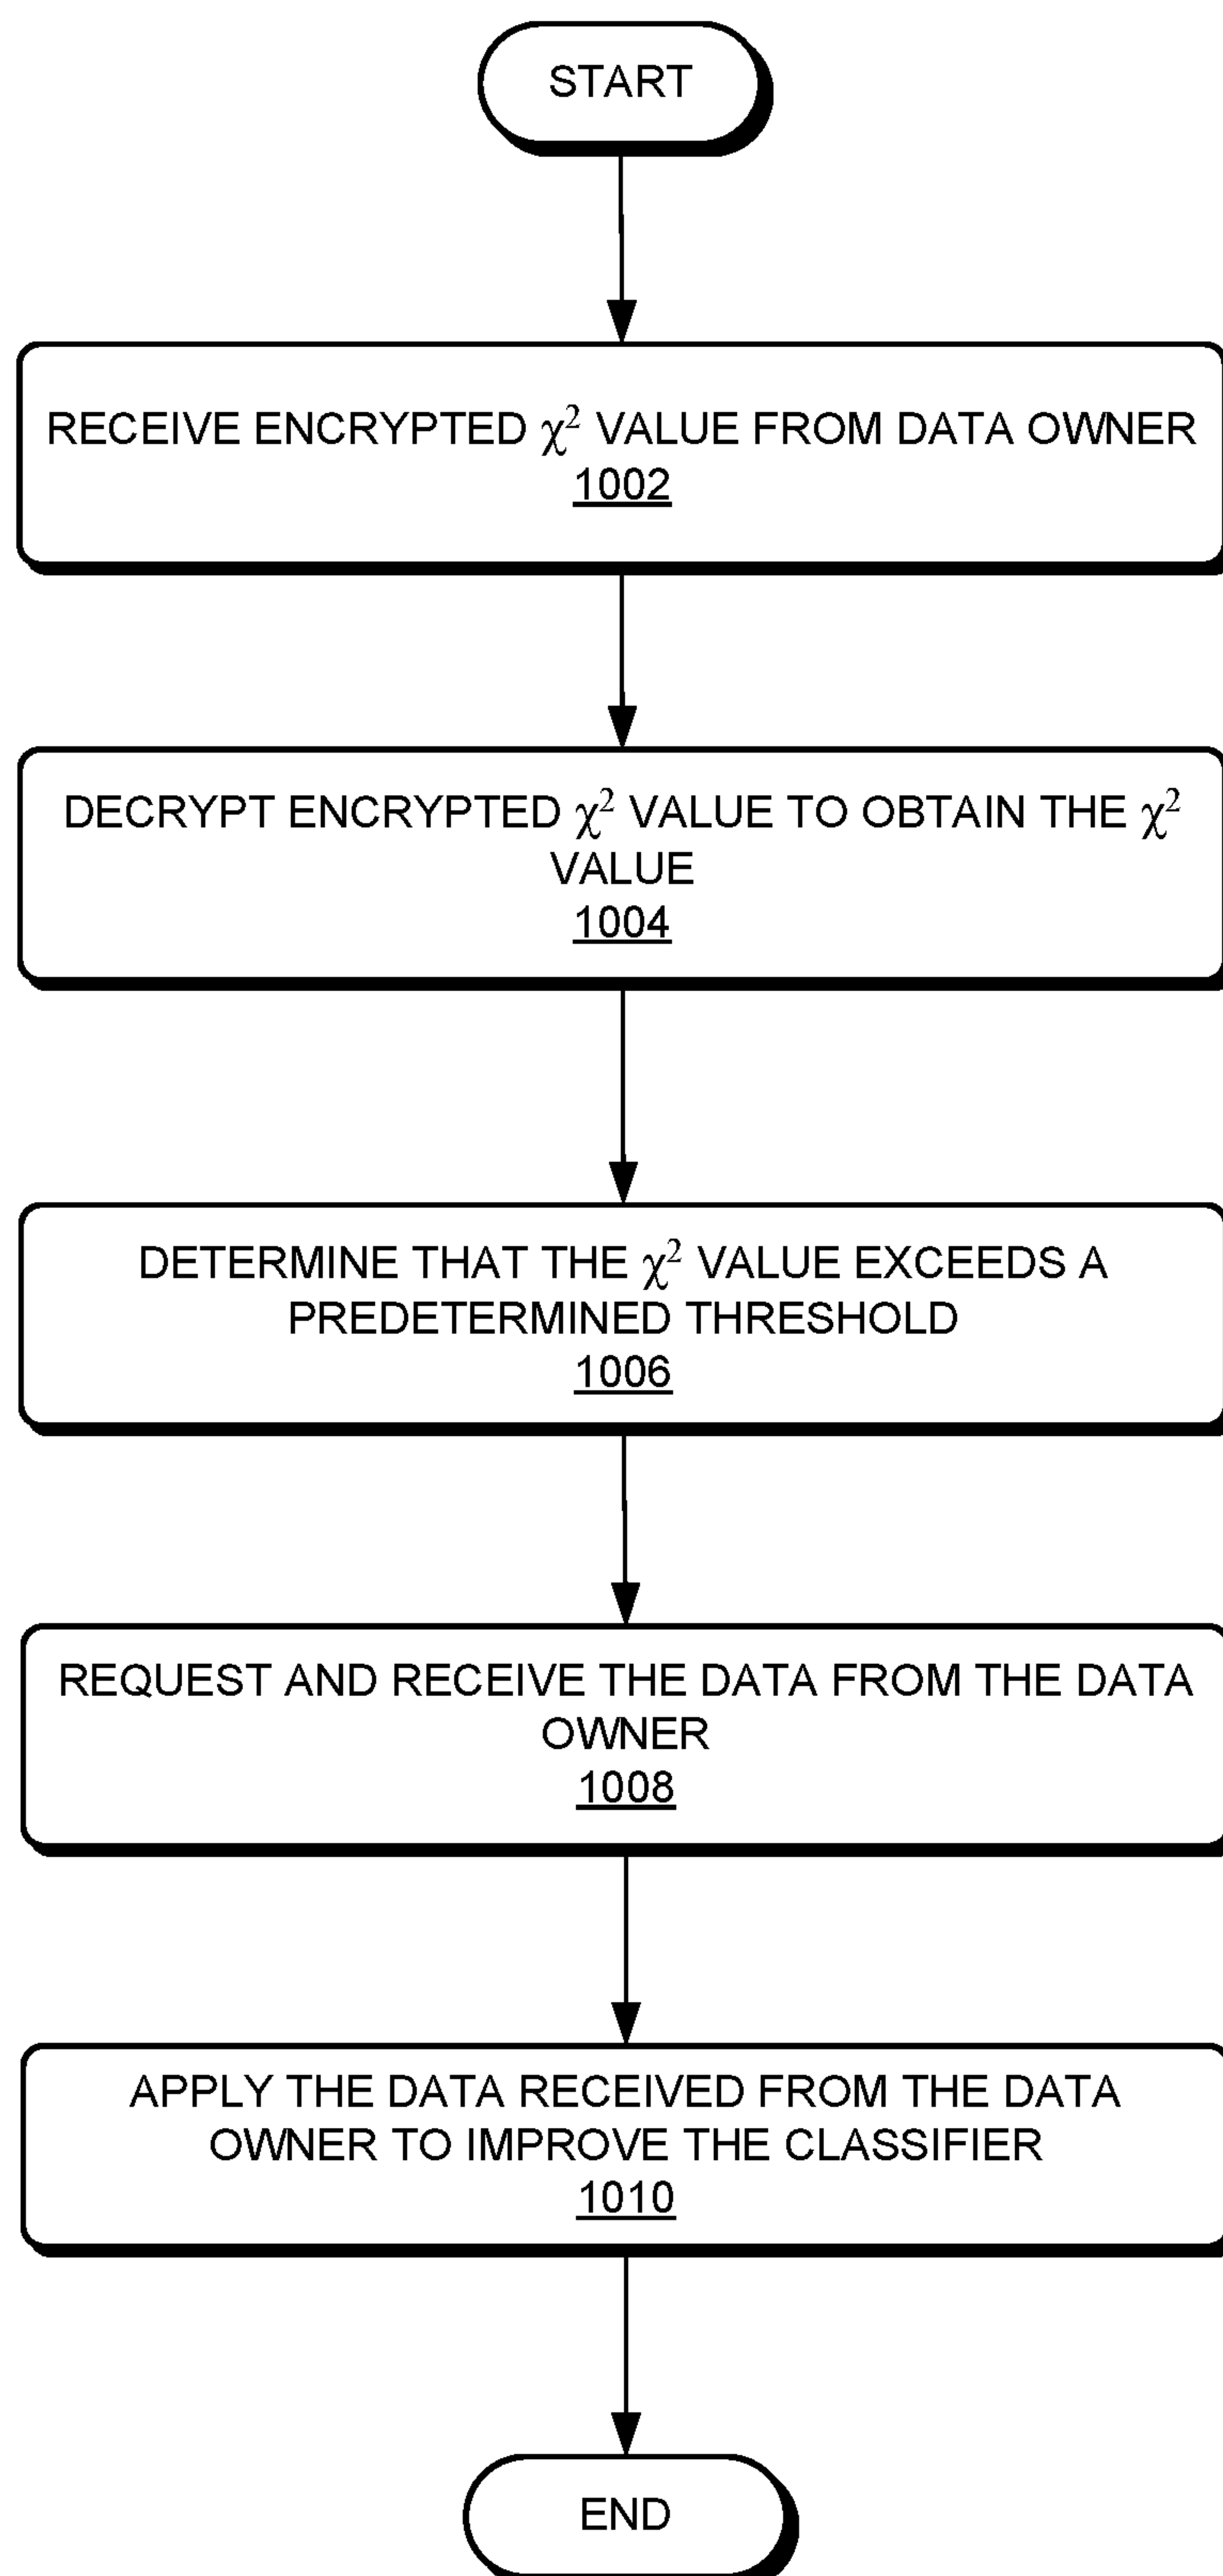 START
RECEIVE ENCRYPTED χ² VALUE FROM DATA OWNER
1002
DECRYPT ENCRYPTED χ² VALUE TO OBTAIN THE χ²
VALUE
1004
DETERMINE THAT THE χ² VALUE EXCEEDS A
PREDETERMINED THRESHOLD
1006
REQUEST AND RECEIVE THE DATA FROM THE DATA
OWNER
1008
APPLY THE DATA RECEIVED FROM THE DATA
OWNER TO IMPROVE THE CLASSIFIER
1010
END